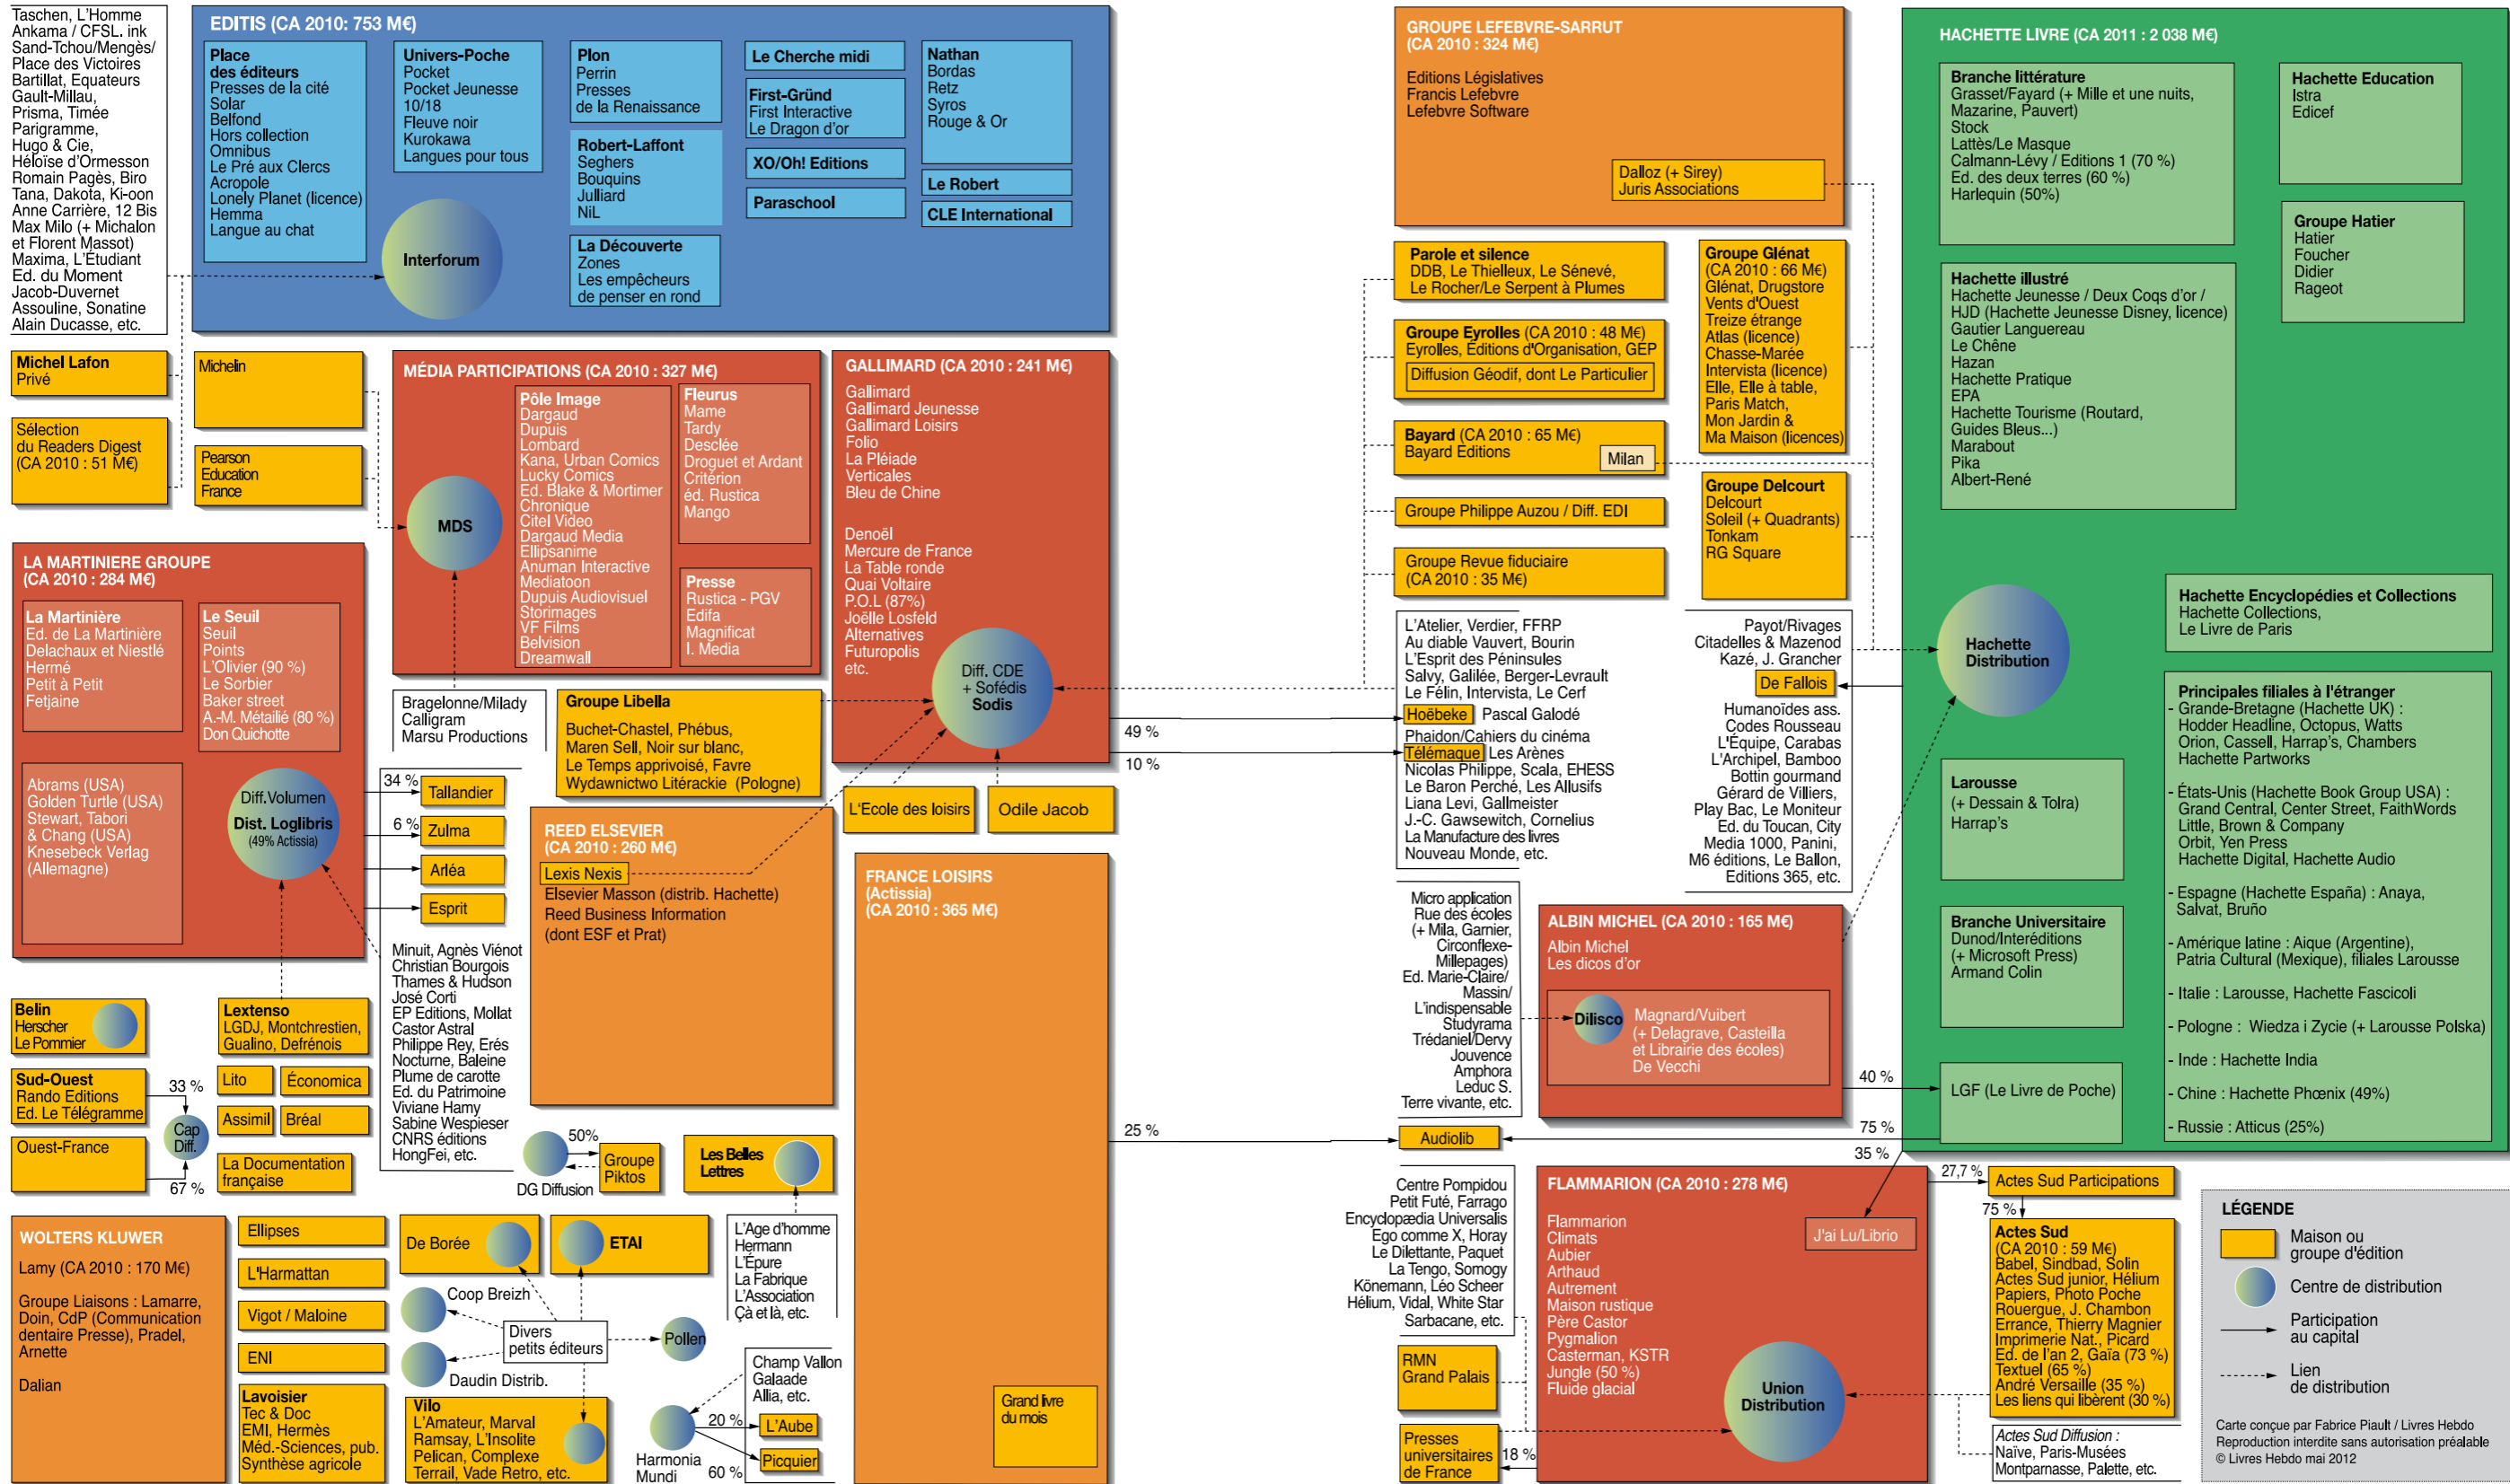 Taschen, L'Homme
Ankama / CFSL. ink
Sand-Tchou/Mengès/
Place des Victoires
Bartillat, Equateurs
Gault-Millau,
Prisma, Timée
Parigramme,
Hugo & Cie,
Héloïse d'Ormesson
Romain Pagès, Biro
Tana, Dakota, Ki-oon
Anne Carrière, 12 Bis
Max Milo (+ Michalon
et Florent Massot)
Maxima, L'Étudiant
Ed. du Moment
Jacob-Duvernet
Assouline, Sonatine
Alain Ducasse, etc.
EDITIS (CA 2010: 753 M€)
Place
des éditeurs
Presses de la cité
Solar
Belfond
Hors collection
Omnibus
Le Pré aux Clercs
Acropole
Lonely Planet (licence)
Hemma
Langue au chat
Univers-Poche
Pocket
Pocket Jeunesse
10/18
Fleuve noir
Kurokawa
Langues pour tous
Interforum
Plon
Perrin
Presses
de la Renaissance
Robert-Laffont
Seghers
Bouquins
Julliard
NiL
La Découverte
Zones
Les empêcheurs
de penser en rond
Le Cherche midi
First-Gründ
First Interactive
Le Dragon d'or
XO/Oh! Editions
Paraschool
Nathan
Bordas
Retz
Syros
Rouge & Or
Le Robert
CLE International
Michel Lafon
Privé
Sélection
du Readers Digest
(CA 2010 : 51 M€)
Michelin
Pearson
Education
France
MÉDIA PARTICIPATIONS (CA 2010 : 327 M€)
MDS
Pôle Image
Dargaud
Dupuis
Lombard
Kana, Urban Comics
Lucky Comics
Ed. Blake & Mortimer
Chronique
Citel Video
Dargaud Media
Ellipsanime
Anuman Interactive
Mediatoon
Dupuis Audiovisuel
Storimages
VF Films
Belvision
Dreamwall
Fleurus
Mame
Tardy
Desclée
Droguet et Ardant
Critérion
éd. Rustica
Mango
Presse
Rustica - PGV
Edifa
Magnificat
I. Media
GALLIMARD (CA 2010 : 241 M€)
Gallimard
Gallimard Jeunesse
Gallimard Loisirs
Folio
La Pléiade
Verticales
Bleu de Chine
Denoël
Mercure de France
La Table ronde
Quai Voltaire
P.O.L (87%)
Joëlle Losfeld
Alternatives
Futuropolis
etc.
Diff. CDE
+ Sofédis
Sodis
49 %
10 %
LA MARTINIERE GROUPE
(CA 2010 : 284 M€)
La Martinière
Ed. de La Martinière
Delachaux et Niestlé
Hermé
Petit à Petit
Fetjaine
Le Seuil
Seuil
Points
L'Olivier (90 %)
Le Sorbier
Baker street
A.-M. Métailié (80 %)
Don Quichotte
Abrams (USA)
Golden Turtle (USA)
Stewart, Tabori
& Chang (USA)
Knesebeck Verlag
(Allemagne)
Diff.Volumen
Dist. Loglibris
(49% Actissia)
34 %
Tallandier
6 %
Zulma
Arléa
Esprit
Bragelonne/Milady
Calligram
Marsu Productions
Groupe Libella
Buchet-Chastel, Phébus,
Maren Sell, Noir sur blanc,
Le Temps apprivoisé, Favre
Wydawnictwo Litérackie (Pologne)
L'Ecole des loisirs
Odile Jacob
REED ELSEVIER
(CA 2010 : 260 M€)
Lexis Nexis
Elsevier Masson (distrib. Hachette)
Reed Business Information
(dont ESF et Prat)
FRANCE LOISIRS
(Actissia)
(CA 2010 : 365 M€)
Grand livre
du mois
25 %
Minuit, Agnès Viénot
Christian Bourgois
Thames & Hudson
José Corti
EP Editions, Mollat
Castor Astral
Philippe Rey, Erés
Nocturne, Baleine
Plume de carotte
Ed. du Patrimoine
Viviane Hamy
Sabine Wespieser
CNRS éditions
HongFei, etc.
Belin
Herscher
Le Pommier
Lextenso
LGDJ, Montchrestien,
Gualino, Defrénois
Sud-Ouest
Rando Editions
Ed. Le Télégramme
33 %
Cap
Diff.
Ouest-France
67 %
Lito
Économica
Assimil
Bréal
La Documentation
française
DG Diffusion
50%
Groupe
Piktos
Les Belles
Lettres
L'Age d'homme
Hermann
L'Épure
La Fabrique
L'Association
Çà et là, etc.
WOLTERS KLUWER
Lamy (CA 2010 : 170 M€)
Groupe Liaisons : Lamarre,
Doin, CdP (Communication
dentaire Presse), Pradel,
Arnette
Dalian
Ellipses
L'Harmattan
Vigot / Maloine
ENI
Lavoisier
Tec & Doc
EMI, Hermès
Méd.-Sciences, pub.
Synthèse agricole
De Borée
ETAI
Coop Breizh
Divers
petits éditeurs
Pollen
Daudin Distrib.
Vilo
L'Amateur, Marval
Ramsay, L'Insolite
Pelican, Complexe
Terrail, Vade Retro, etc.
Champ Vallon
Galaade
Allia, etc.
Harmonia
Mundi
20 %
L'Aube
60 %
Picquier
GROUPE LEFEBVRE-SARRUT
(CA 2010 : 324 M€)
Editions Législatives
Francis Lefebvre
Lefebvre Software
Dalloz (+ Sirey)
Juris Associations
Parole et silence
DDB, Le Thielleux, Le Sénevé,
Le Rocher/Le Serpent à Plumes
Groupe Eyrolles (CA 2010 : 48 M€)
Eyrolles, Éditions d'Organisation, GEP
Diffusion Géodif, dont Le Particulier
Bayard (CA 2010 : 65 M€)
Bayard Editions
Milan
Groupe Philippe Auzou / Diff. EDI
Groupe Revue fiduciaire
(CA 2010 : 35 M€)
Groupe Glénat
(CA 2010 : 66 M€)
Glénat, Drugstore
Vents d'Ouest
Treize étrange
Atlas (licence)
Chasse-Marée
Intervista (licence)
Elle, Elle à table,
Paris Match,
Mon Jardin &
Ma Maison (licences)
Groupe Delcourt
Delcourt
Soleil (+ Quadrants)
Tonkam
RG Square
L'Atelier, Verdier, FFRP
Au diable Vauvert, Bourin
L'Esprit des Péninsules
Salvy, Galilée, Berger-Levrault
Le Félin, Intervista, Le Cerf
Hoëbeke Pascal Galodé
Phaidon/Cahiers du cinéma
Télémaque Les Arènes
Nicolas Philippe, Scala, EHESS
Le Baron Perché, Les Allusifs
Liana Levi, Gallmeister
J.-C. Gawsewitch, Cornelius
La Manufacture des livres
Nouveau Monde, etc.
Payot/Rivages
Citadelles & Mazenod
Kazé, J. Grancher
De Fallois
Humanoïdes ass.
Codes Rousseau
L'Équipe, Carabas
L'Archipel, Bamboo
Bottin gourmand
Gérard de Villiers,
Play Bac, Le Moniteur
Ed. du Toucan, City
Media 1000, Panini,
M6 éditions, Le Ballon,
Editions 365, etc.
Micro application
Rue des écoles
(+ Mila, Garnier,
Circonflexe-
Millepages)
Ed. Marie-Claire/
Massin/
L'indispensable
Studyrama
Trédaniel/Dervy
Jouvence
Amphora
Leduc S.
Terre vivante, etc.
ALBIN MICHEL (CA 2010 : 165 M€)
Albin Michel
Les dicos d'or
Dilisco
Magnard/Vuibert
(+ Delagrave, Casteilla
et Librairie des écoles)
De Vecchi
40 %
Audiolib
75 %
35 %
HACHETTE LIVRE (CA 2011 : 2 038 M€)
Branche littérature
Grasset/Fayard (+ Mille et une nuits,
Mazarine, Pauvert)
Stock
Lattès/Le Masque
Calmann-Lévy / Editions 1 (70 %)
Ed. des deux terres (60 %)
Harlequin (50%)
Hachette Education
Istra
Edicef
Groupe Hatier
Hatier
Foucher
Didier
Rageot
Hachette illustré
Hachette Jeunesse / Deux Coqs d'or /
HJD (Hachette Jeunesse Disney, licence)
Gautier Languereau
Le Chêne
Hazan
Hachette Pratique
EPA
Hachette Tourisme (Routard,
Guides Bleus...)
Marabout
Pika
Albert-René
Hachette
Distribution
Hachette Encyclopédies et Collections
Hachette Collections,
Le Livre de Paris
Larousse
(+ Dessain & Tolra)
Harrap's
Branche Universitaire
Dunod/Interéditions
(+ Microsoft Press)
Armand Colin
LGF (Le Livre de Poche)
Principales filiales à l'étranger
- Grande-Bretagne (Hachette UK) :
Hodder Headline, Octopus, Watts
Orion, Cassell, Harrap's, Chambers
Hachette Partworks
- États-Unis (Hachette Book Group USA) :
Grand Central, Center Street, FaithWords
Little, Brown & Company
Orbit, Yen Press
Hachette Digital, Hachette Audio
- Espagne (Hachette España) : Anaya,
Salvat, Bruño
- Amérique latine : Aique (Argentine),
Patria Cultural (Mexique), filiales Larousse
- Italie : Larousse, Hachette Fascicoli
- Pologne : Wiedza i Zycie (+ Larousse Polska)
- Inde : Hachette India
- Chine : Hachette Phœnix (49%)
- Russie : Atticus (25%)
Centre Pompidou
Petit Futé, Farrago
Encyclopædia Universalis
Ego comme X, Horay
Le Dilettante, Paquet
La Tengo, Somogy
Könemann, Léo Scheer
Hélium, Vidal, White Star
Sarbacane, etc.
RMN
Grand Palais
Presses
universitaires
de France
18 %
FLAMMARION (CA 2010 : 278 M€)
Flammarion
Climats
Aubier
Arthaud
Autrement
Maison rustique
Père Castor
Pygmalion
Casterman, KSTR
Jungle (50 %)
Fluide glacial
J'ai Lu/Librio
Union
Distribution
27,7 %
Actes Sud Participations
75 %
Actes Sud
(CA 2010 : 59 M€)
Babel, Sindbad, Solin
Actes Sud junior, Hélium
Papiers, Photo Poche
Rouergue, J. Chambon
Errance, Thierry Magnier
Imprimerie Nat., Picard
Ed. de l'an 2, Gaïa (73 %)
Textuel (65 %)
André Versaille (35 %)
Les liens qui libèrent (30 %)
Actes Sud Diffusion :
Naïve, Paris-Musées
Montparnasse, Palette, etc.
LÉGENDE
Maison ou
groupe d'édition
Centre de distribution
Participation
au capital
Lien
de distribution
Carte conçue par Fabrice Piault / Livres Hebdo
Reproduction interdite sans autorisation préalable
© Livres Hebdo mai 2012